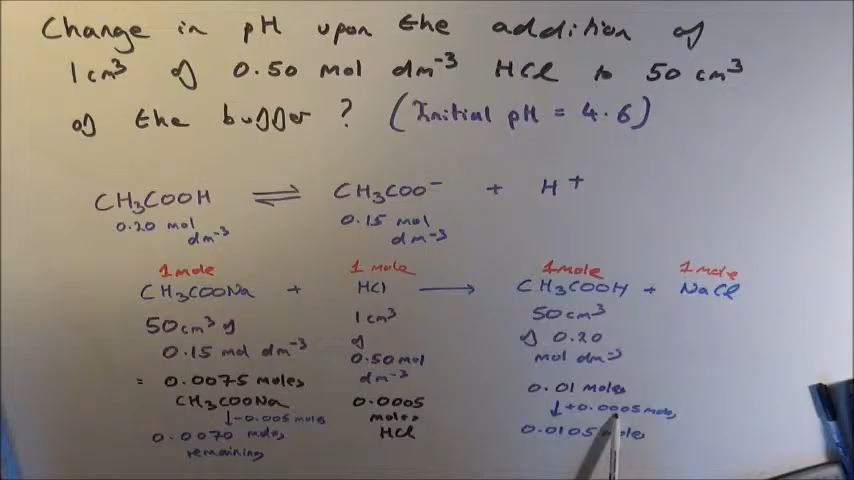 Change in pH upon the addition of
1cm³ of 0.50 mol dm⁻³ HCl to 50 cm³
of the buffer? (Initial pH = 4.6)
CH₃COOH ⇌ CH₃COO⁻ + H⁺
0.20 mol dm⁻³
0.15 mol dm⁻³
1 mole 1 mole 1 mole 1 mole
CH₃COONa + HCl ⟶ CH₃COOH + NaCl
50cm³ of
0.15 mol dm⁻³
= 0.0075 moles
CH₃COONa
↓-0.005 moles
0.0070 moles
remaining
1cm³
of
0.50 mol
dm⁻³
0.0005
moles
HCl
50cm³
of 0.20
mol dm⁻³
0.01 moles
↓+0.0005 moles
0.0105 moles